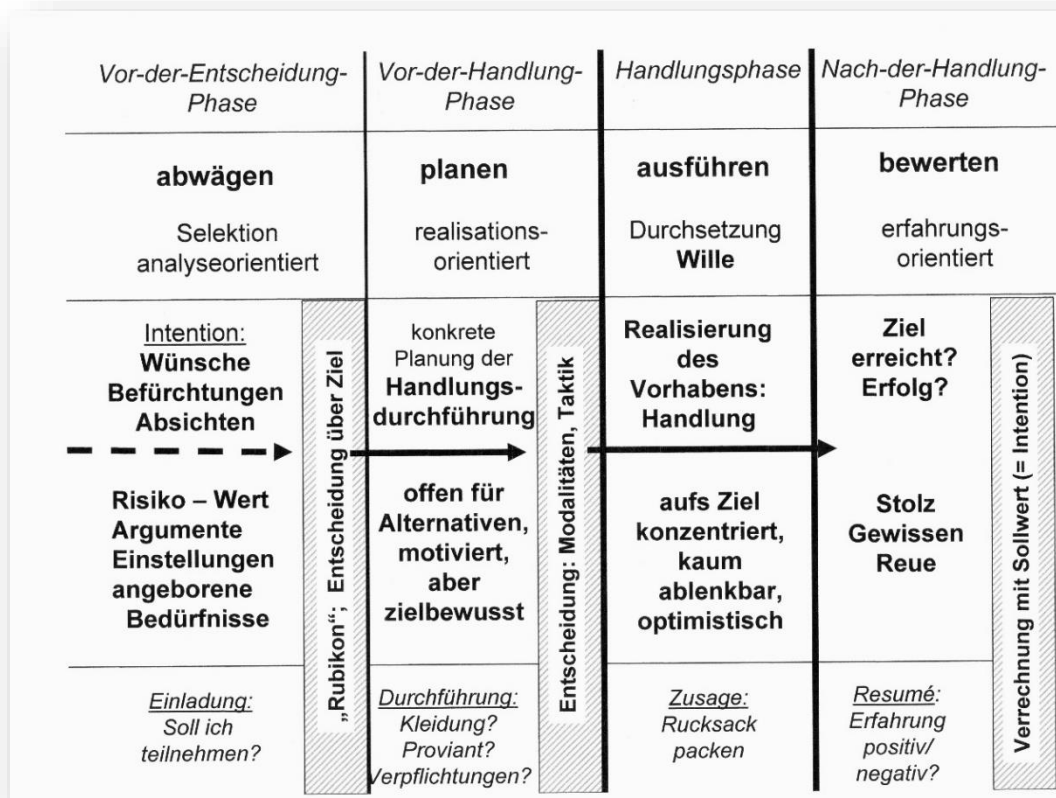 Vor-der-Entscheidung-
Phase
Vor-der-Handlung-
Phase
Handlungsphase
Nach-der-Handlung-
Phase
abwägen
planen
ausführen
bewerten
Selektion
analyseorientiert
realisations-
orientiert
Durchsetzung
Wille
erfahrungs-
orientiert
Intention:
Wünsche
Befürchtungen
Absichten
Risiko – Wert
Argumente
Einstellungen
angeborene
Bedürfnisse
„Rubikon“; Entscheidung über Ziel
konkrete
Planung der
Handlungs-
durchführung
offen für
Alternativen,
motiviert,
aber
zielbewusst
Entscheidung: Modalitäten, Taktik
Realisierung
des
Vorhabens:
Handlung
aufs Ziel
konzentriert,
kaum
ablenkbar,
optimistisch
Ziel
erreicht?
Erfolg?
Stolz
Gewissen
Reue
Verrechnung mit Sollwert (= Intention)
Einladung:
Soll ich
teilnehmen?
Durchführung:
Kleidung?
Proviant?
Verpflichtungen?
Zusage:
Rucksack
packen
Resumé:
Erfahrung
positiv/
negativ?